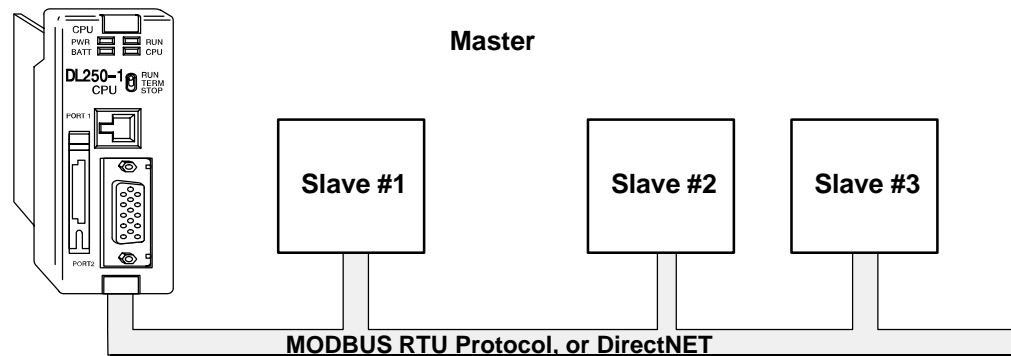 CPU
PWR RUN
BATT CPU
DL250-1
CPU
RUN
TERM
STOP
PORT 1
PORT2
Master
Slave #1
Slave #2
Slave #3
MODBUS RTU Protocol, or DirectNET